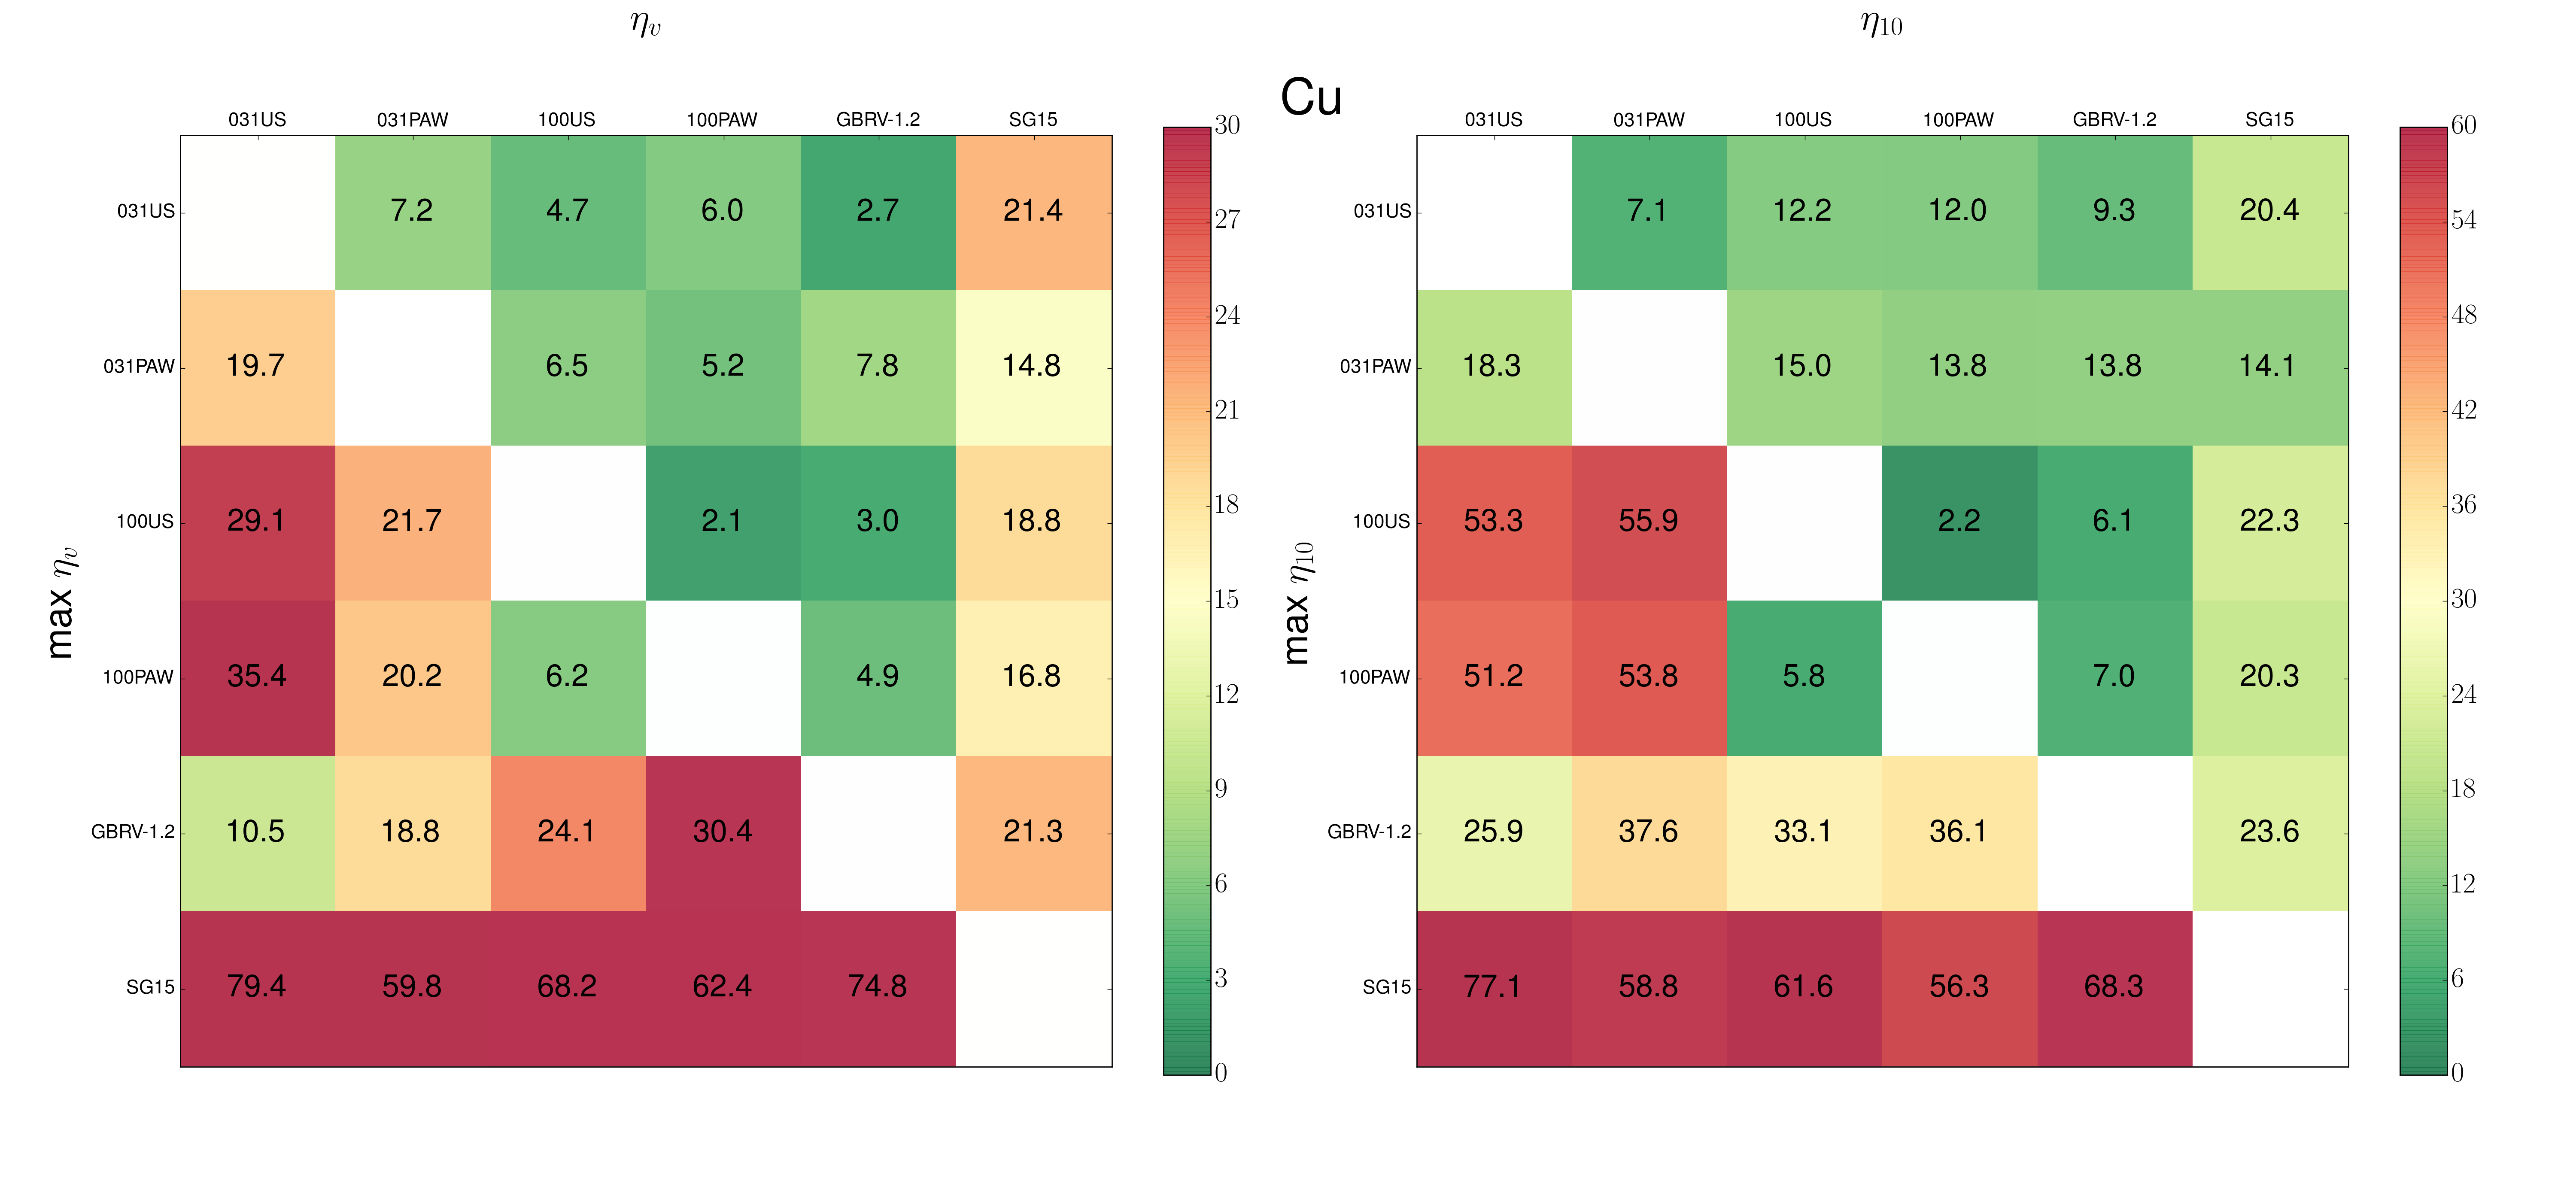 η_v
η_10
Cu
031US 031PAW 100US 100PAW GBRV-1.2 SG15
031US 7.2 4.7 6.0 2.7 21.4
031PAW 19.7 6.5 5.2 7.8 14.8
100US 29.1 21.7 2.1 3.0 18.8
100PAW 35.4 20.2 6.2 4.9 16.8
GBRV-1.2 10.5 18.8 24.1 30.4 21.3
SG15 79.4 59.8 68.2 62.4 74.8
max η_v
30
27
24
21
18
15
12
9
6
3
0
031US 031PAW 100US 100PAW GBRV-1.2 SG15
031US 7.1 12.2 12.0 9.3 20.4
031PAW 18.3 15.0 13.8 13.8 14.1
100US 53.3 55.9 2.2 6.1 22.3
100PAW 51.2 53.8 5.8 7.0 20.3
GBRV-1.2 25.9 37.6 33.1 36.1 23.6
SG15 77.1 58.8 61.6 56.3 68.3
max η_10
60
54
48
42
36
30
24
18
12
6
0